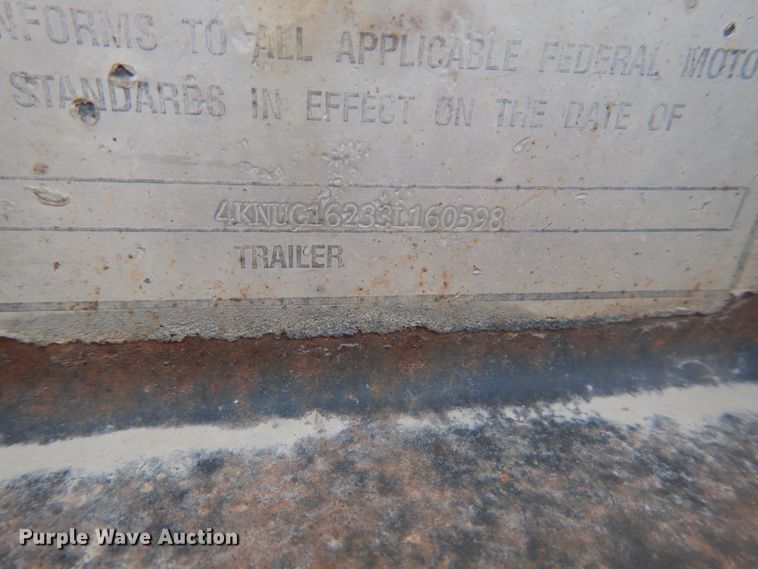 NFORMS TO ALL APPLICABLE FEDERAL MOTO
STANDARDS IN EFFECT ON THE DATE OF
4KNUC16233L160598
TRAILER
Purple Wave Auction